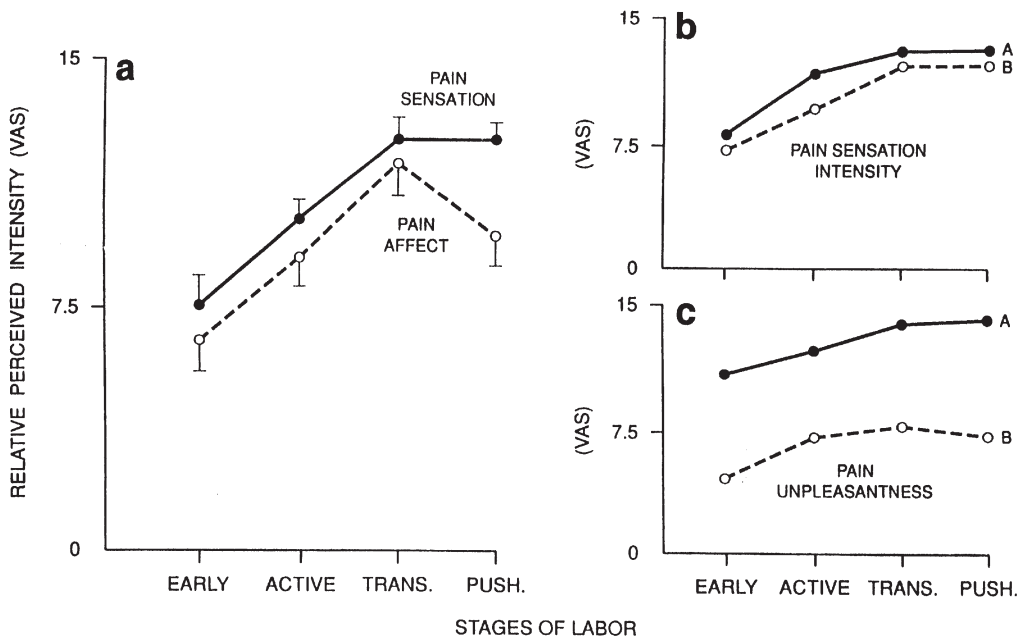 a
15
7.5
0
RELATIVE PERCEIVED INTENSITY (VAS)
PAIN
SENSATION
PAIN
AFFECT
EARLY ACTIVE TRANS. PUSH.
b
15
7.5
0
(VAS)
A
B
PAIN SENSATION
INTENSITY
c
15
7.5
0
(VAS)
A
B
PAIN
UNPLEASANTNESS
EARLY ACTIVE TRANS. PUSH.
STAGES OF LABOR